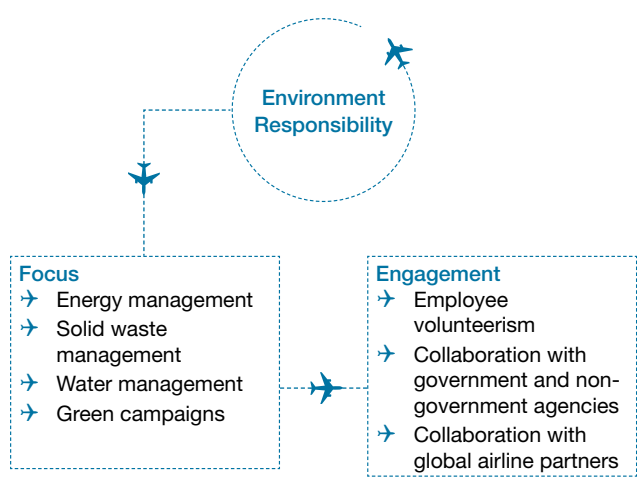 Environment
Responsibility
Focus
Energy management
Solid waste
management
Water management
Green campaigns
Engagement
Employee
volunteerism
Collaboration with
government and non-
government agencies
Collaboration with
global airline partners